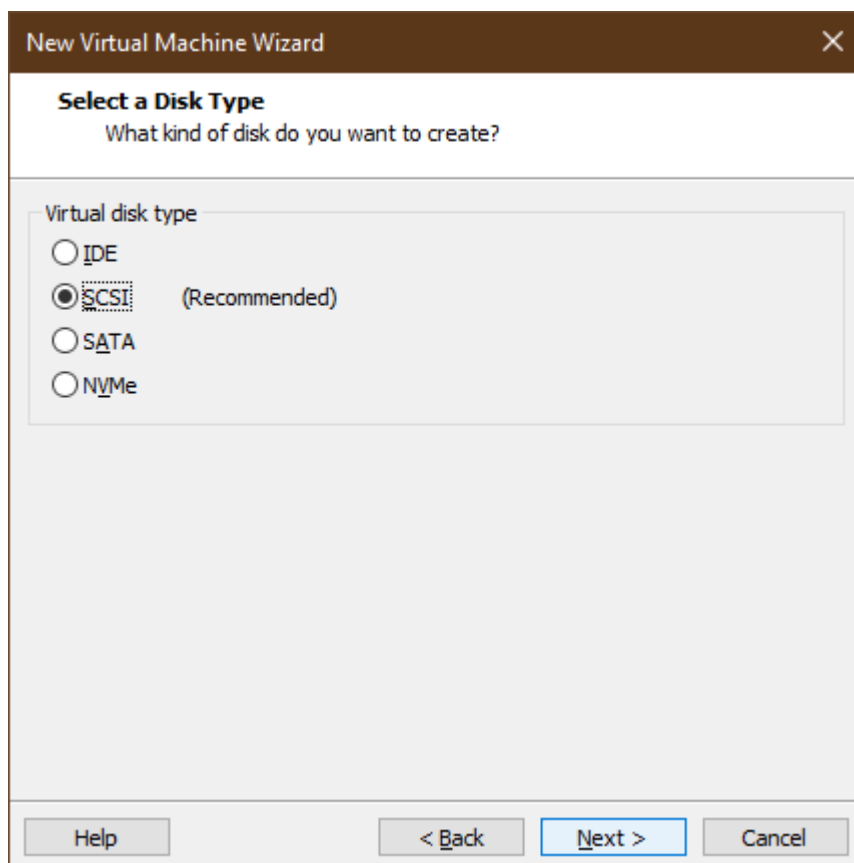 New Virtual Machine Wizard
Select a Disk Type
What kind of disk do you want to create?
Virtual disk type
IDE
SCSI (Recommended)
SATA
NVMe
Help < Back Next > Cancel